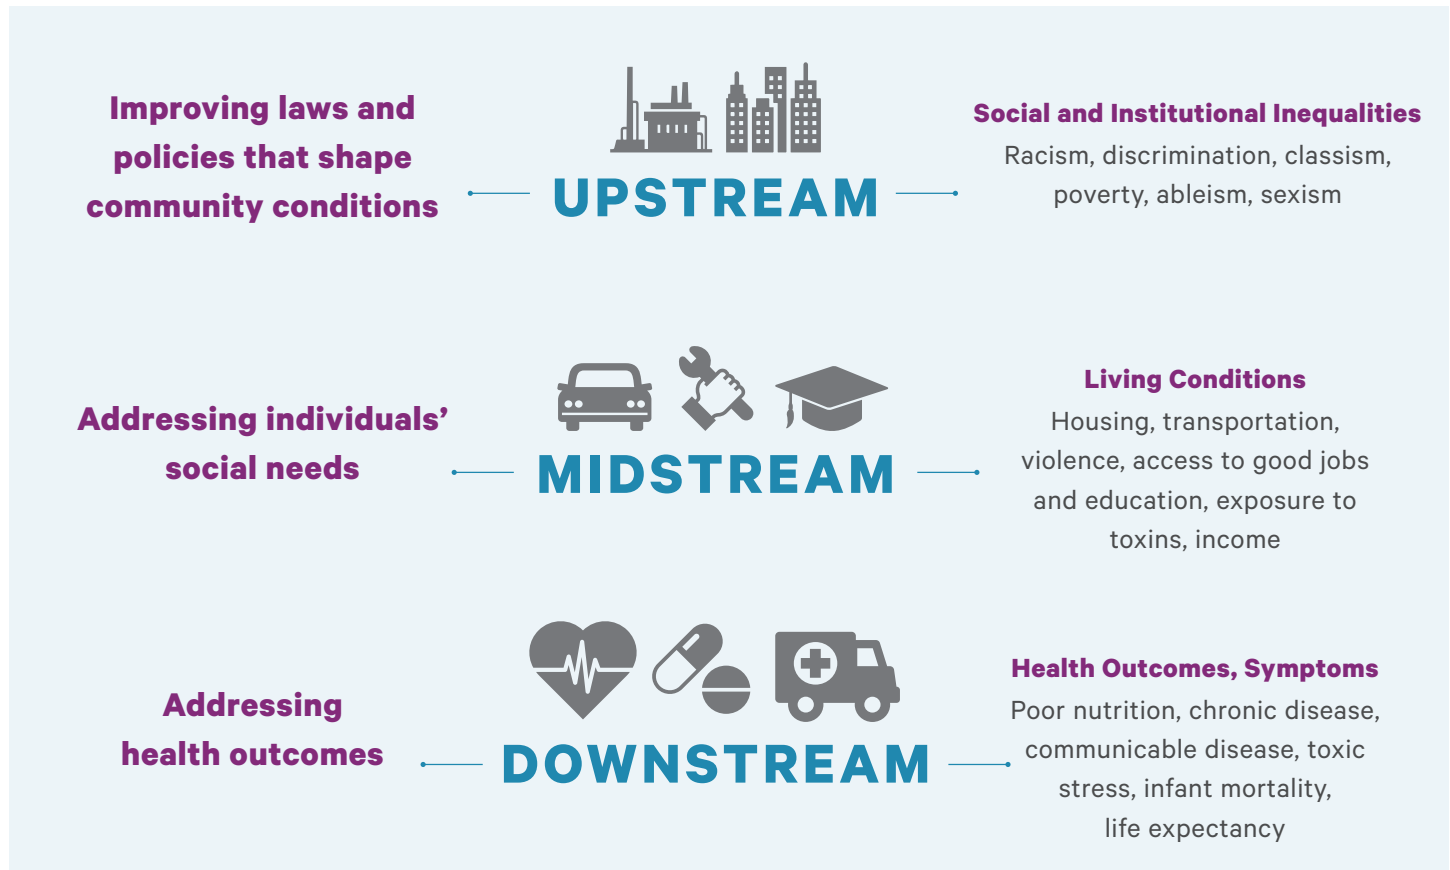 Improving laws and
policies that shape
community conditions
UPSTREAM
Social and Institutional Inequalities
Racism, discrimination, classism,
poverty, ableism, sexism
Addressing individuals’
social needs
MIDSTREAM
Living Conditions
Housing, transportation,
violence, access to good jobs
and education, exposure to
toxins, income
Addressing
health outcomes
DOWNSTREAM
Health Outcomes, Symptoms
Poor nutrition, chronic disease,
communicable disease, toxic
stress, infant mortality,
life expectancy